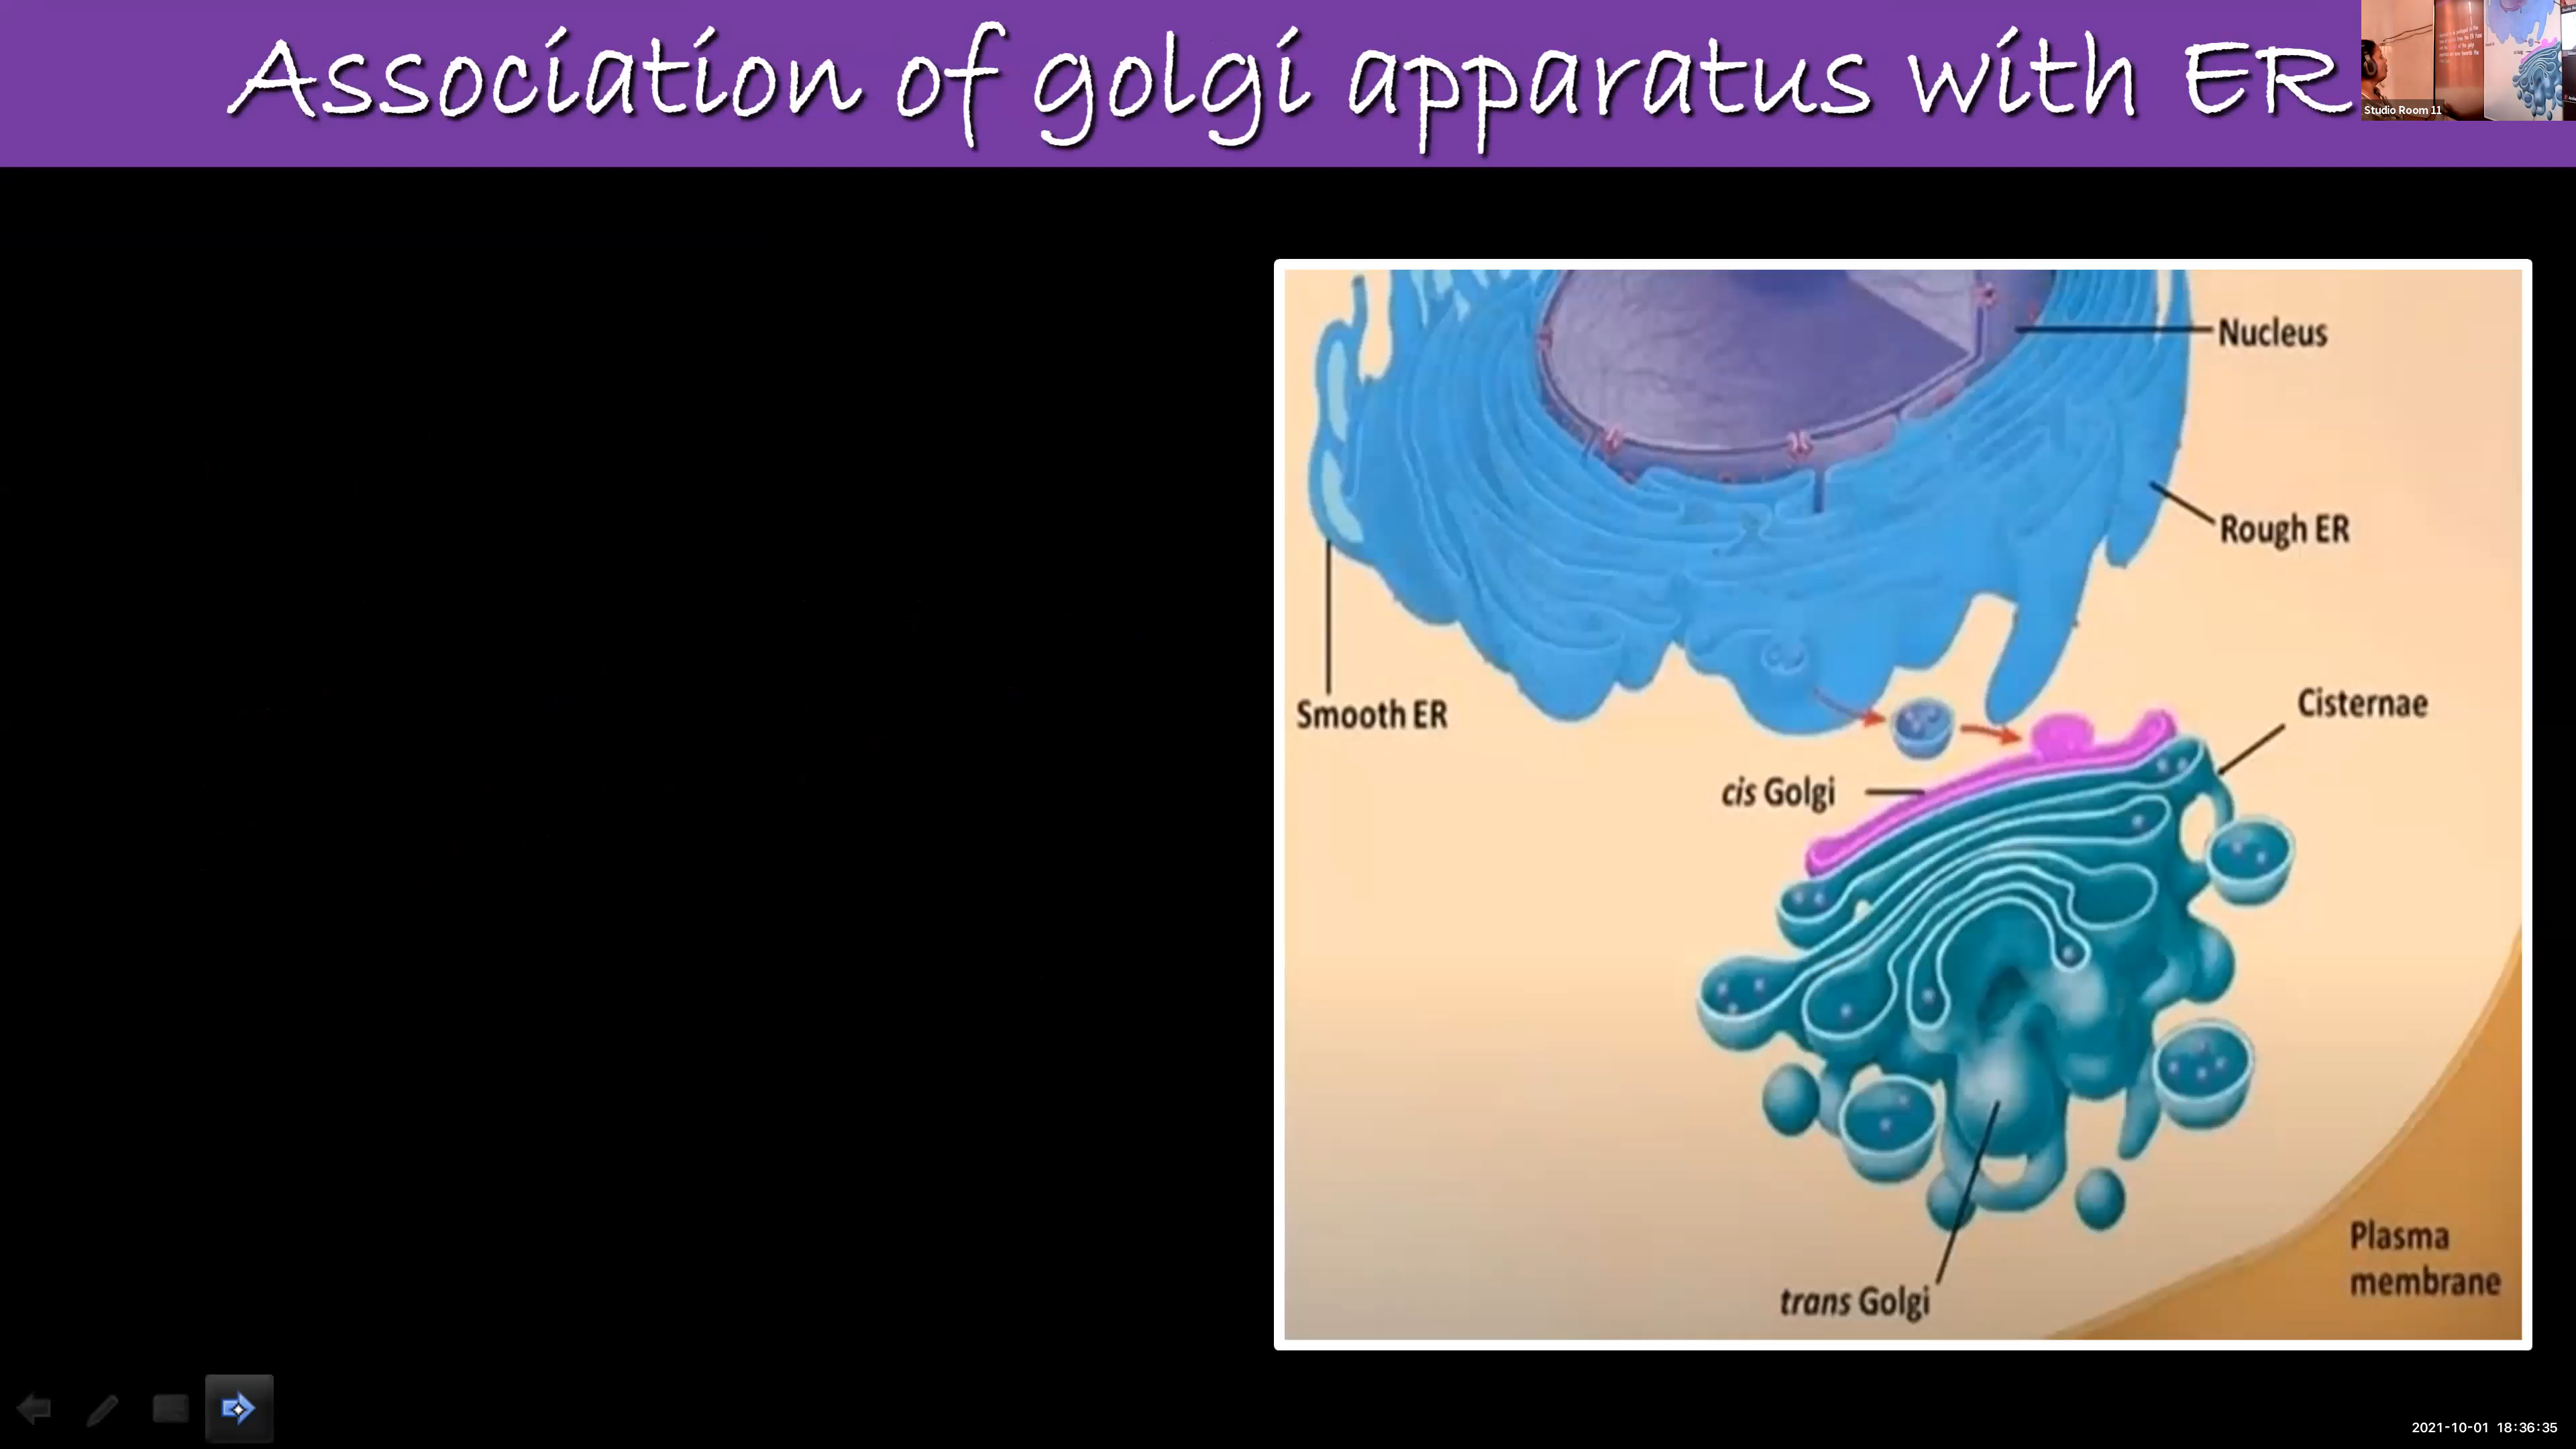 Association of golgi apparatus with ER
Studio Room 11
Nucleus
Rough ER
Smooth ER
Cisternae
cis Golgi
trans Golgi
Plasma
membrane
2021-10-01 18:36:35